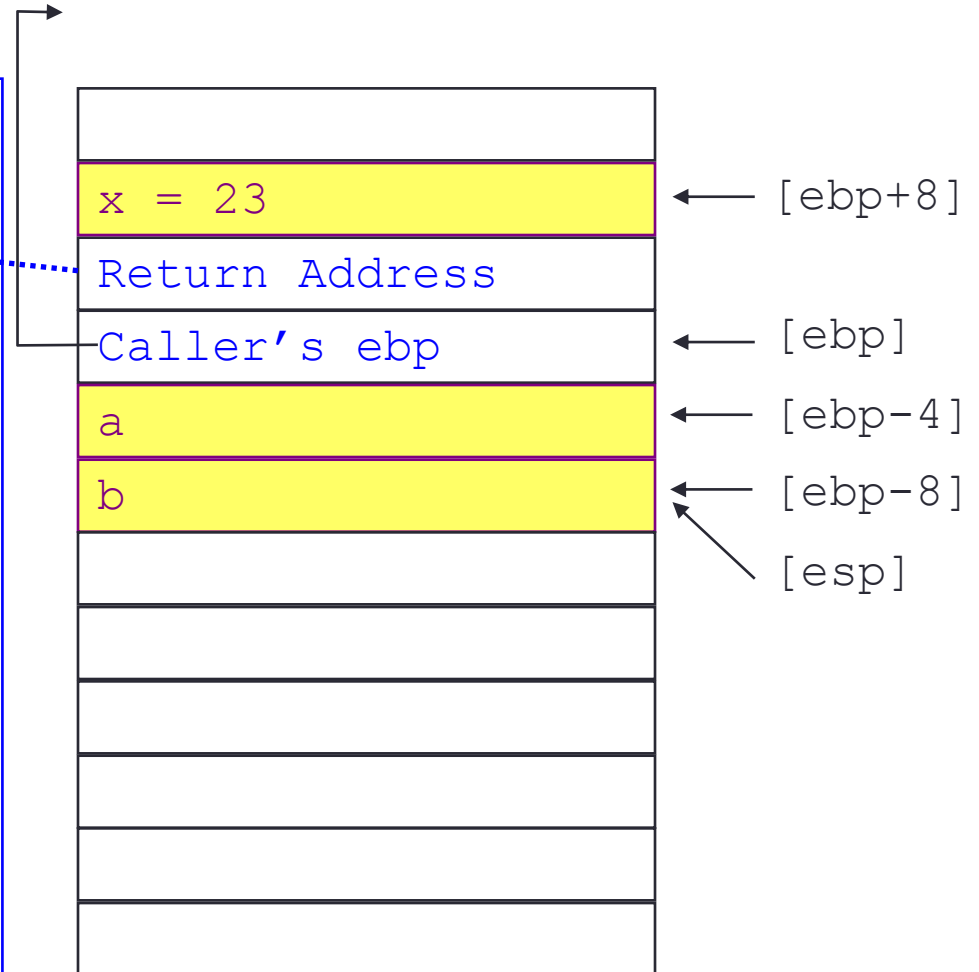 x = 23 [ebp+8]
Return Address
Caller’s ebp [ebp]
a [ebp-4]
b [ebp-8]
[esp]